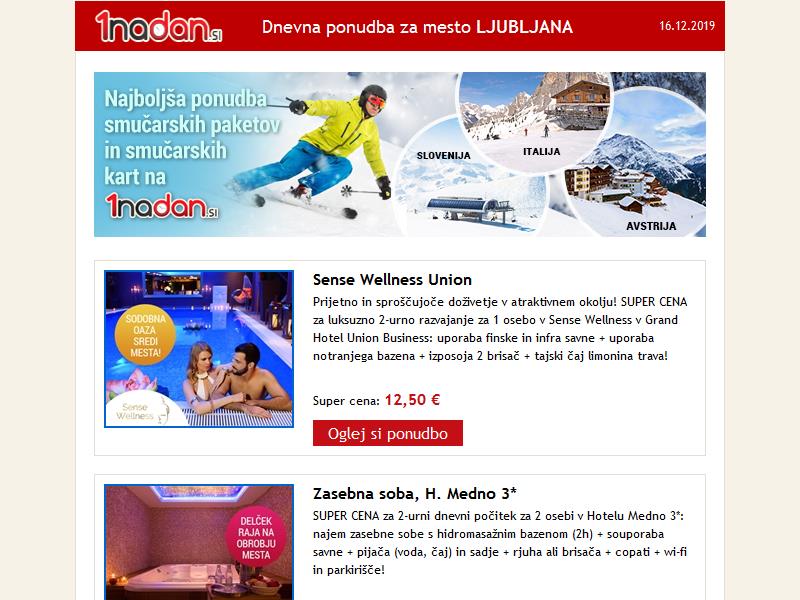 1nadan.si
Dnevna ponudba za mesto LJUBLJANA
16.12.2019
Najboljša ponudba
smučarskih paketov
in smučarskih
kart na
1nadan.si
SLOVENIJA
ITALIJA
AVSTRIJA
SODOBNA
OAZA
SREDI
MESTA!
Sense
Wellness
Sense Wellness Union
Prijetno in sproščujoče doživetje v atraktivnem okolju! SUPER CENA
za luksuzno 2-urno razvajanje za 1 osebo v Sense Wellness v Grand
Hotel Union Business: uporaba finske in infra savne + uporaba
notranjega bazena + izposoja 2 brisač + tajski čaj limonina trava!
Super cena: 12,50 €
Oglej si ponudbo
DELČEK
RAJA NA
OBROBJU
MESTA
Zasebna soba, H. Medno 3*
SUPER CENA za 2-urni dnevni počitek za 2 osebi v Hotelu Medno 3*:
najem zasebne sobe s hidromasažnim bazenom (2h) + souporaba
savne + pijača (voda, čaj) in sadje + rjuha ali brisača + copati + wi-fi
in parkirišče!